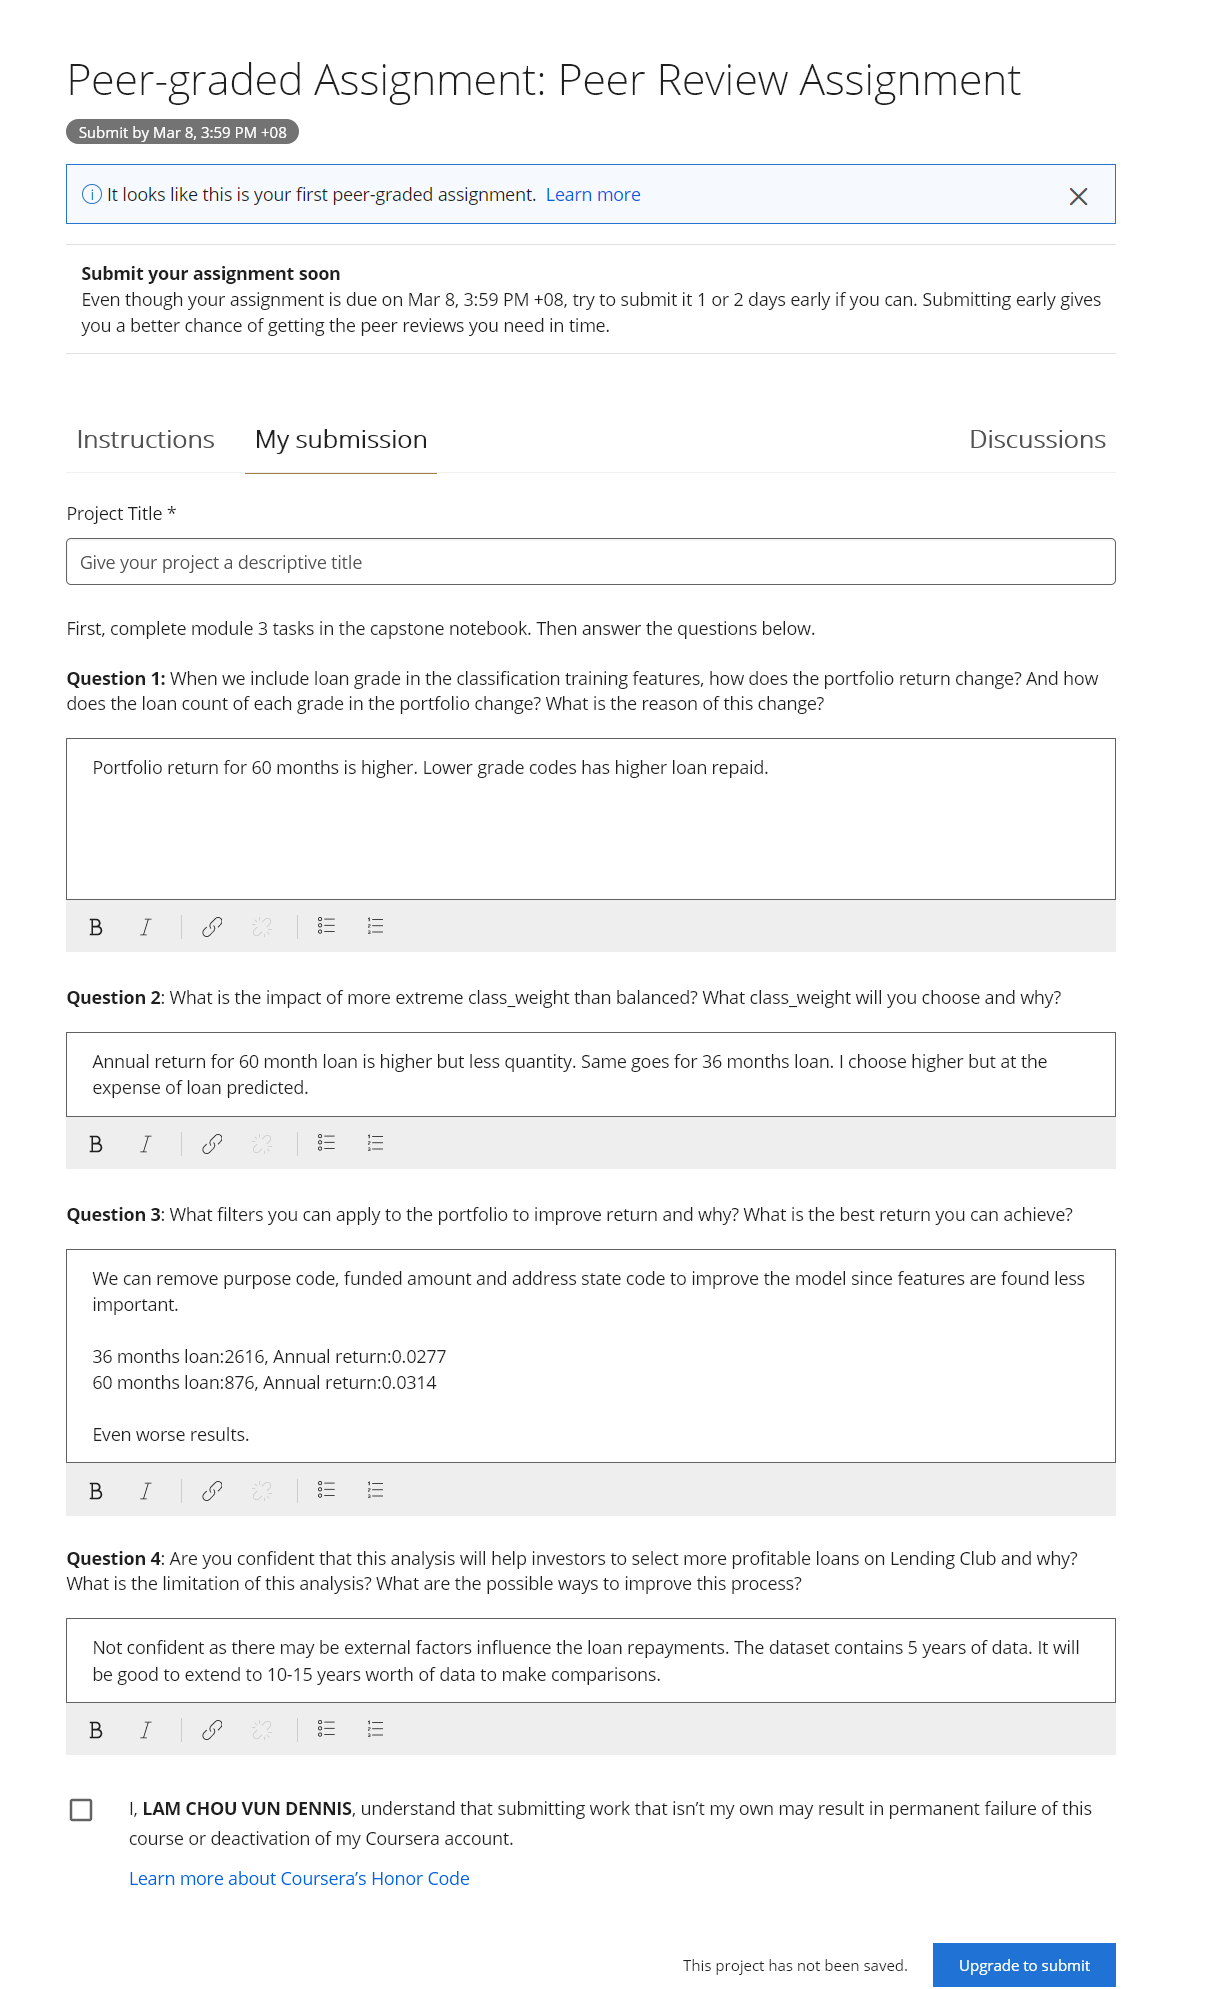 Peer-graded Assignment: Peer Review Assignment
Submit by Mar 8, 3:59 PM +08
It looks like this is your first peer-graded assignment. Learn more
Submit your assignment soon
Even though your assignment is due on Mar 8, 3:59 PM +08, try to submit it 1 or 2 days early if you can. Submitting early gives
you a better chance of getting the peer reviews you need in time.
Instructions My submission Discussions
Project Title *
Give your project a descriptive title
First, complete module 3 tasks in the capstone notebook. Then answer the questions below.
Question 1: When we include loan grade in the classification training features, how does the portfolio return change? And how
does the loan count of each grade in the portfolio change? What is the reason of this change?
Portfolio return for 60 months is higher. Lower grade codes has higher loan repaid.
B I
Question 2: What is the impact of more extreme class_weight than balanced? What class_weight will you choose and why?
Annual return for 60 month loan is higher but less quantity. Same goes for 36 months loan. I choose higher but at the
expense of loan predicted.
B I
Question 3: What filters you can apply to the portfolio to improve return and why? What is the best return you can achieve?
We can remove purpose code, funded amount and address state code to improve the model since features are found less
important.
36 months loan:2616, Annual return:0.0277
60 months loan:876, Annual return:0.0314
Even worse results.
B I
Question 4: Are you confident that this analysis will help investors to select more profitable loans on Lending Club and why?
What is the limitation of this analysis? What are the possible ways to improve this process?
Not confident as there may be external factors influence the loan repayments. The dataset contains 5 years of data. It will
be good to extend to 10-15 years worth of data to make comparisons.
B I
I, LAM CHOU VUN DENNIS, understand that submitting work that isn’t my own may result in permanent failure of this
course or deactivation of my Coursera account.
Learn more about Coursera’s Honor Code
This project has not been saved. Upgrade to submit